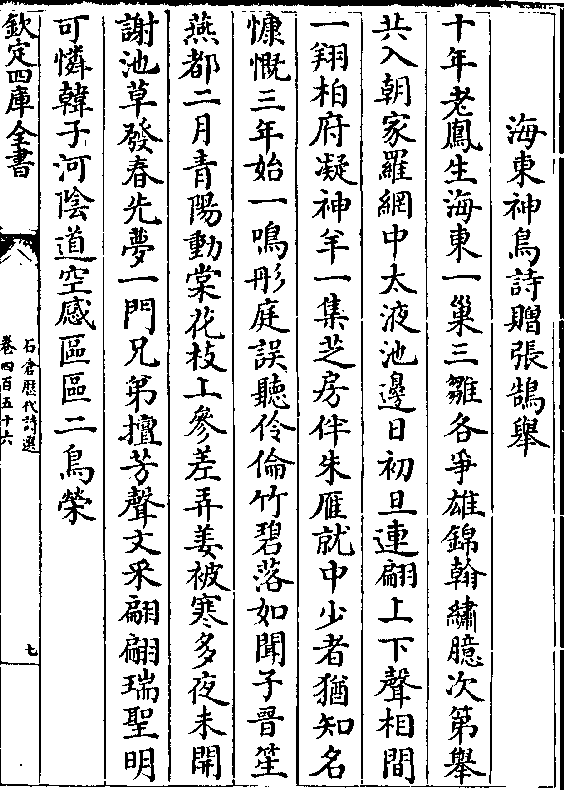 海東神鳥詩贈張鵠舉
十年老鳳生海東一巢三雛各爭雄錦翰繡臆次第舉
共入朝家羅網中太液池邊日初旦連翩上下聲相間
一翔柏府凝神羊一集芝房伴朱雁就中少者猶知名
慷慨三年始一鳴彤庭誤聽伶倫竹碧落如聞子晉笙
燕都二月青陽動棠花枝上參差弄姜被寒多夜未開
謝池草發春先夢一門兄弟擅芳聲文采翩翩瑞聖明
可憐韓子河陰道空感區區二鳥榮
欽定四庫全書
石倉歷代詩選
卷四百五十六
七